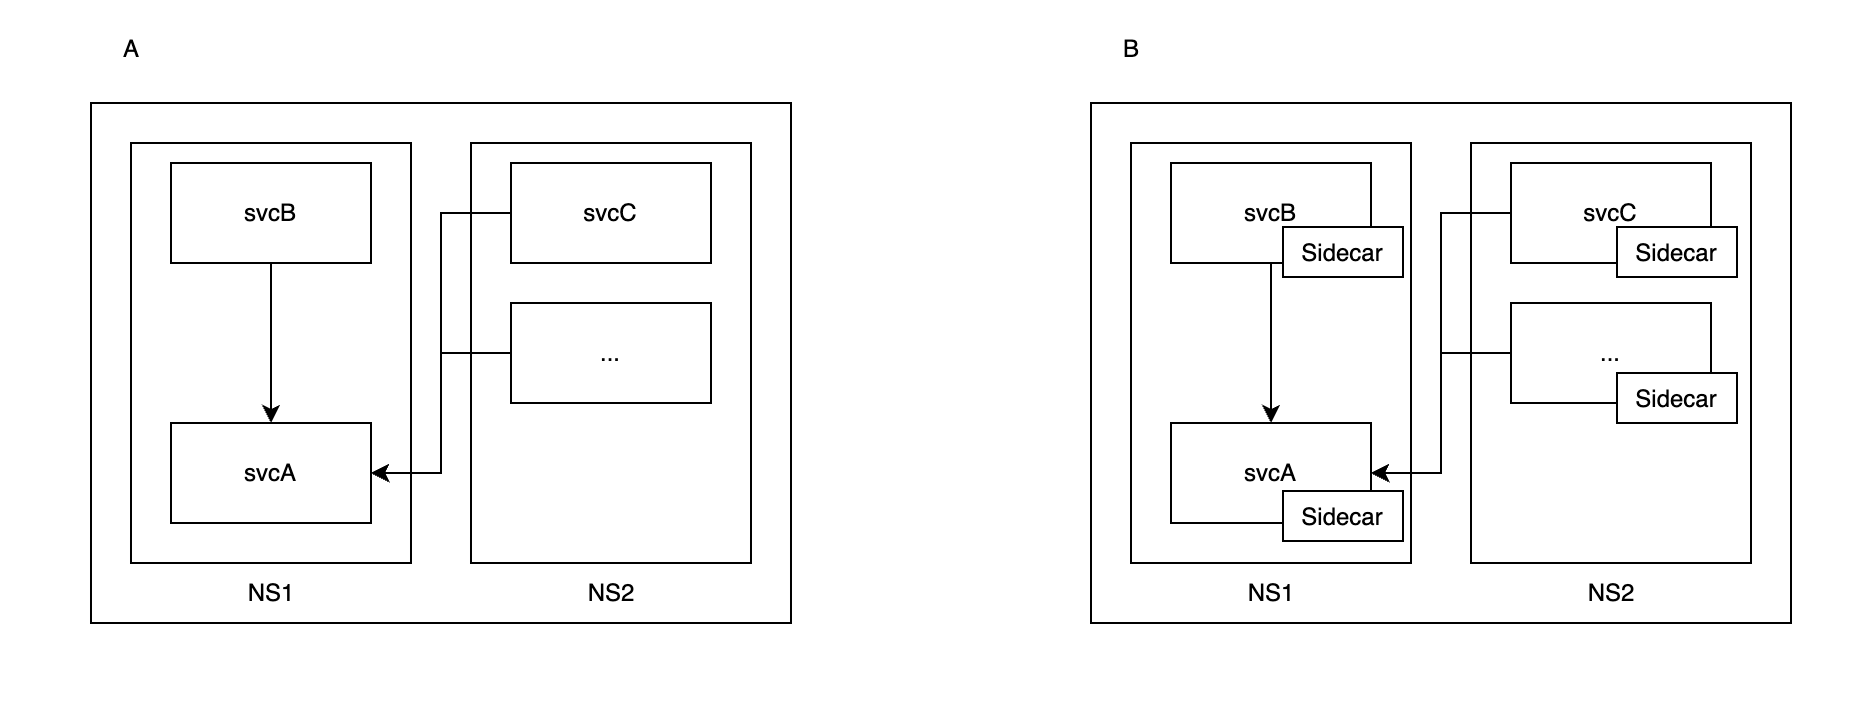 A
svcB
svcC
...
svcA
NS1
NS2
B
svcB
Sidecar
svcC
Sidecar
...
Sidecar
svcA
Sidecar
NS1
NS2